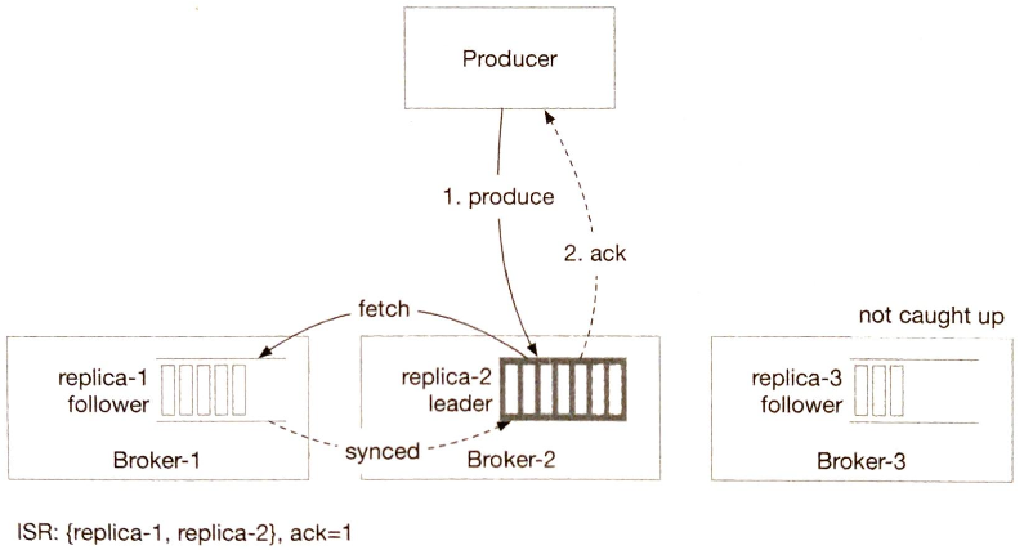 Producer
1. produce
2. ack
fetch
not caught up
replica-1
follower
replica-2
leader
replica-3
follower
synced
Broker-1
Broker-2
Broker-3
ISR: {replica-1, replica-2}, ack=1